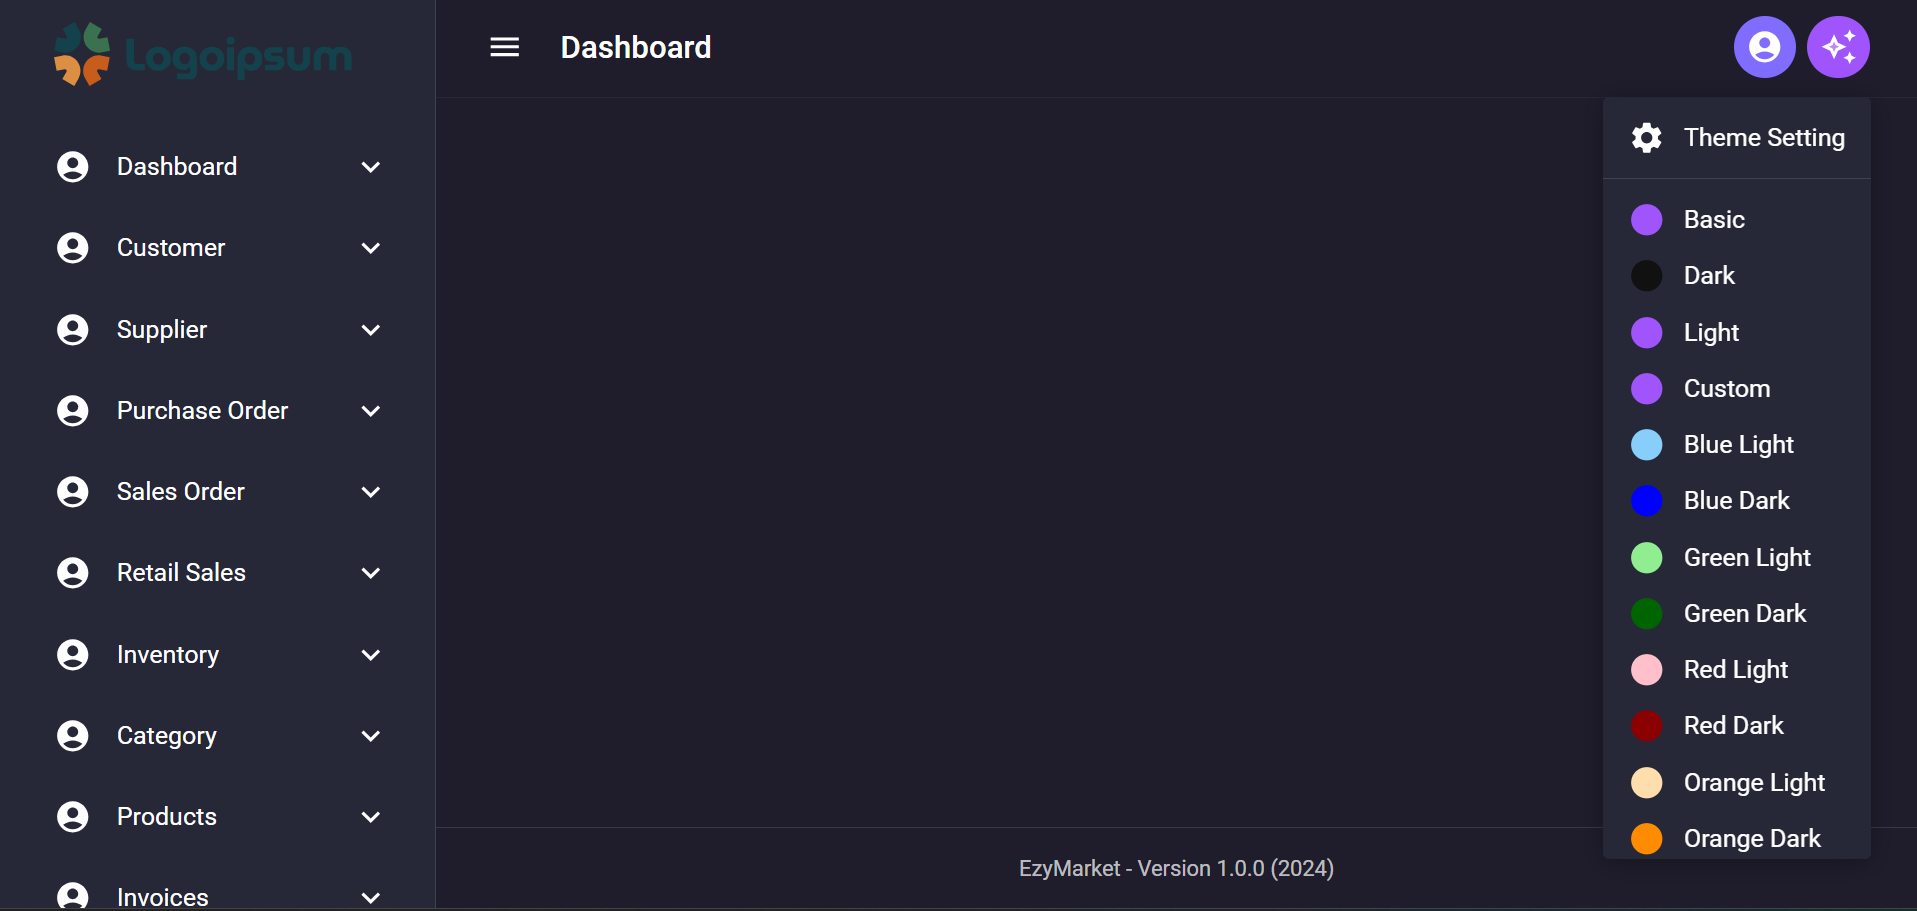 Logoipsum
Dashboard
Customer
Supplier
Purchase Order
Sales Order
Retail Sales
Inventory
Category
Products
Invoices
Dashboard
Theme Setting
Basic
Dark
Light
Custom
Blue Light
Blue Dark
Green Light
Green Dark
Red Light
Red Dark
Orange Light
Orange Dark
EzyMarket - Version 1.0.0 (2024)